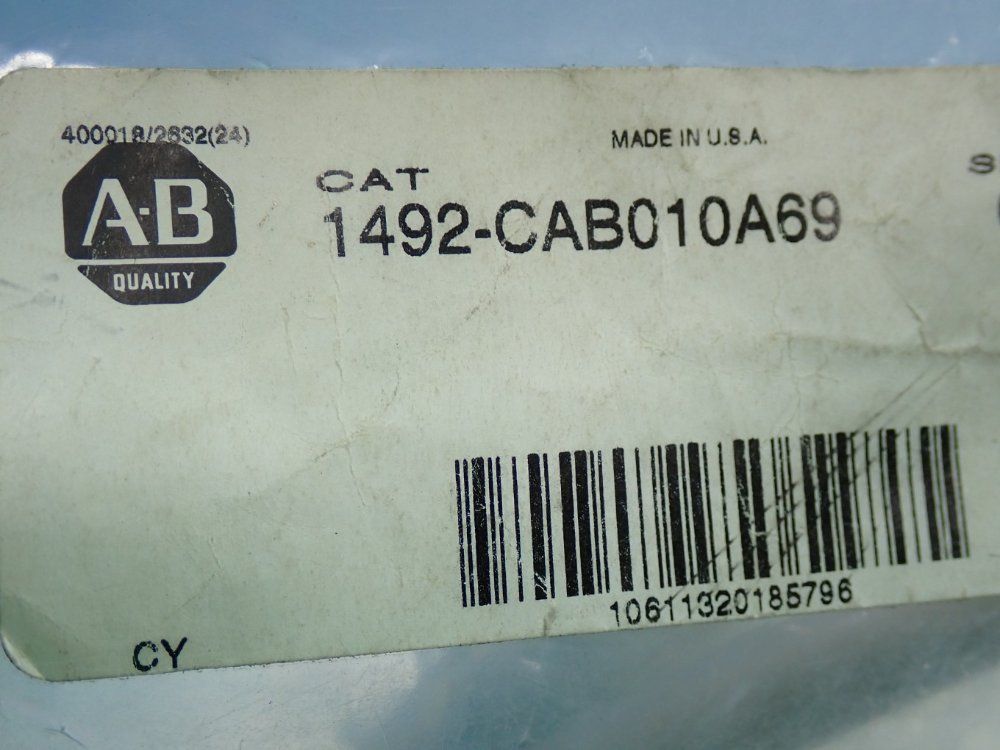 400018/2632(24)
MADE IN U.S.A.
A-B
QUALITY
CAT
S
1492-CAB010A69
10611320185796
CY